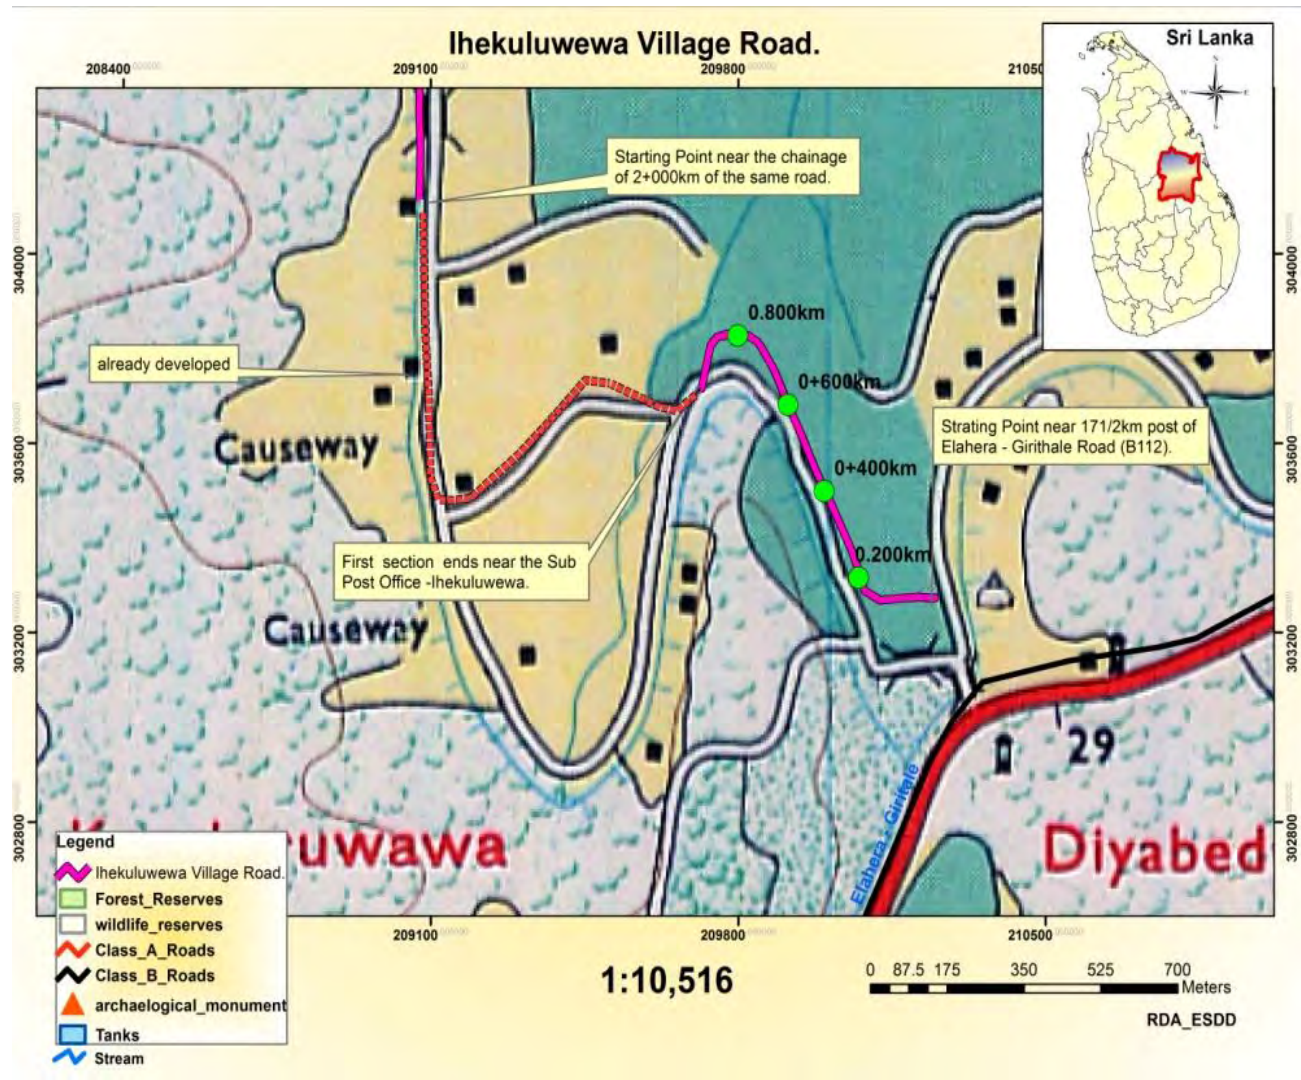 Ihekuluwewa Village Road.
Sri Lanka
N
W
E
S
208400
209100
209800
21050
304000
304000
303600
303600
303200
303200
302800
302800
Starting Point near the chainage
of 2+000km of the same road.
already developed
0.800km
0+600km
Strating Point near 171/2km post of
Elahera - Girithale Road (B112).
Causeway
0+400km
0.200km
First section ends near the Sub
Post Office -Ihekuluwewa.
Causeway
29
Elahera - Giritale
uwawa
Diyabed
Legend
Ihekuluwewa Village Road.
Forest_Reserves
wildlife_reserves
Class_A_Roads
Class_B_Roads
archaelogical_monument
Tanks
Stream
209100
209800
210500
1:10,516
0 87.5 175 350 525 700
Meters
RDA_ESDD